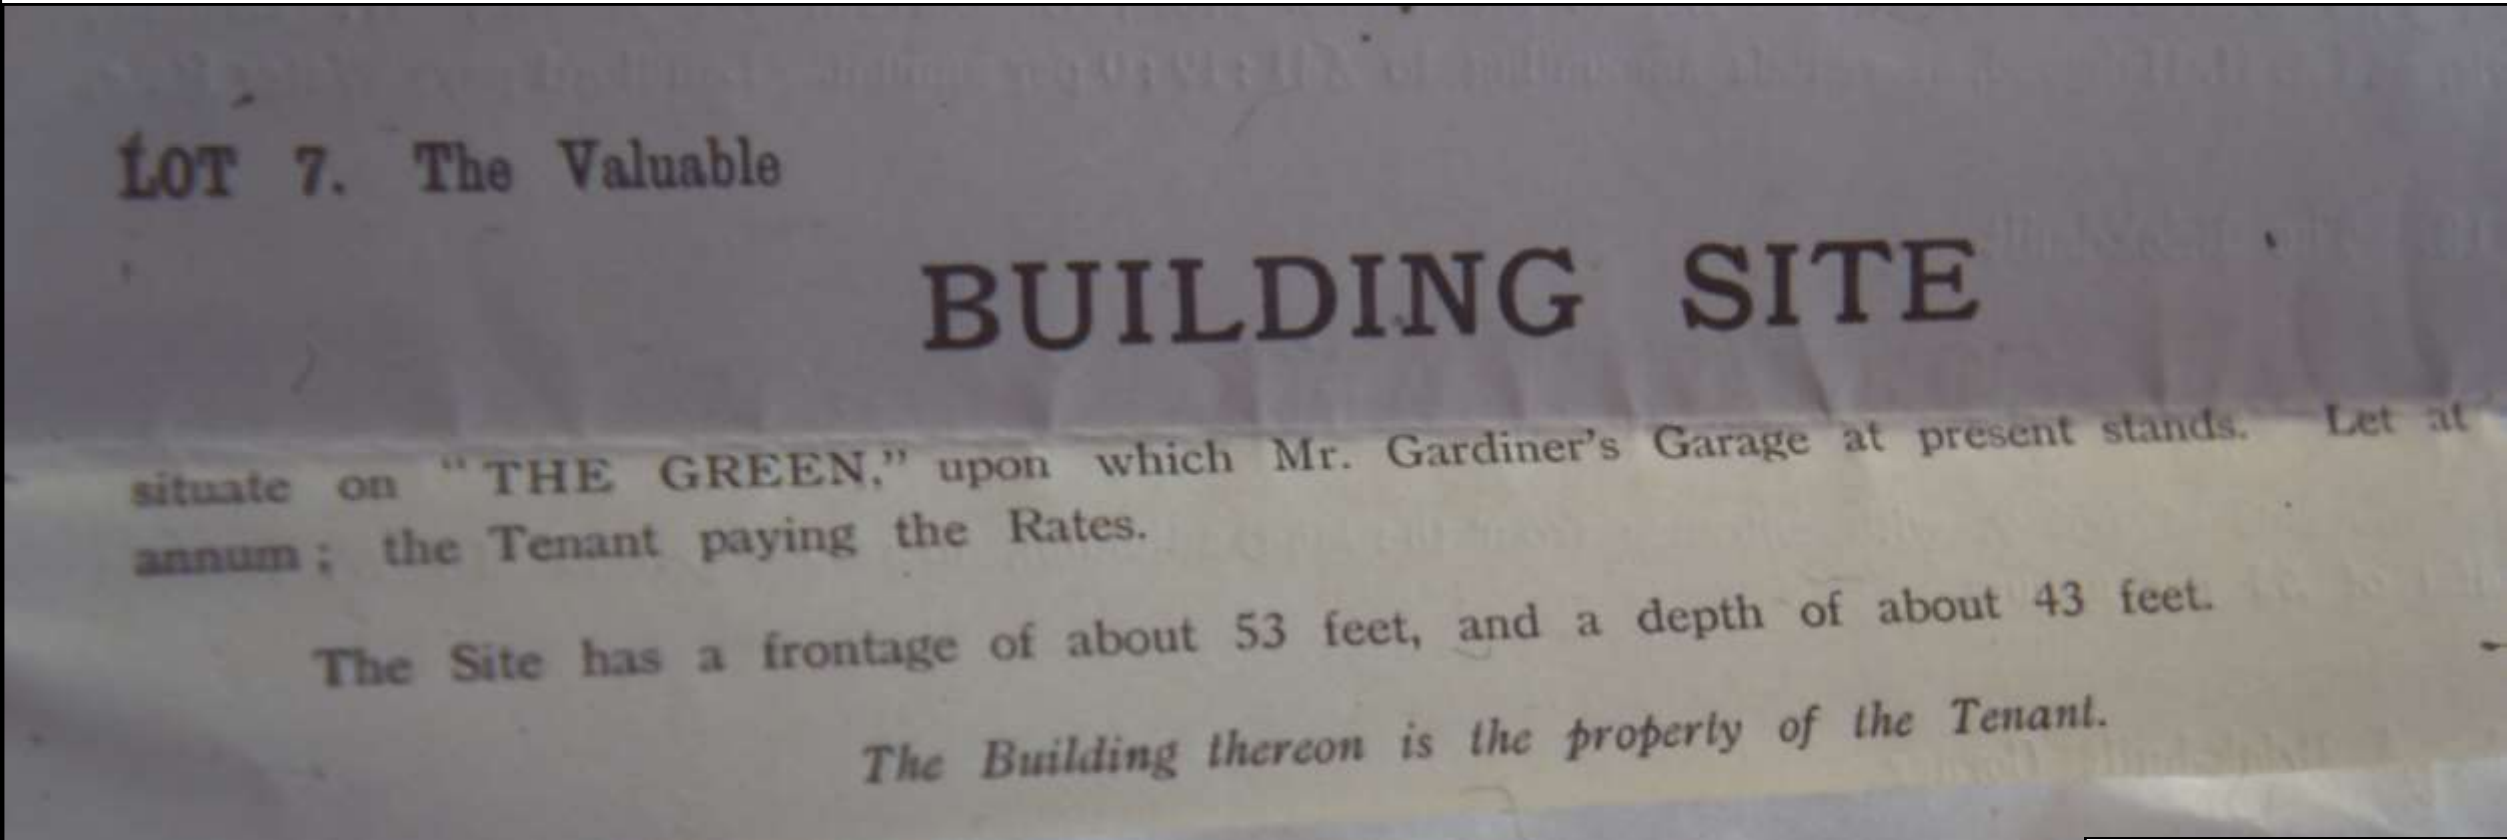 LOT 7. The Valuable
BUILDING SITE
situate on "THE GREEN," upon which Mr. Gardiner's Garage at present stands. Let at
annum; the Tenant paying the Rates.
The Site has a frontage of about 53 feet, and a depth of about 43 feet.
The Building thereon is the property of the Tenant.